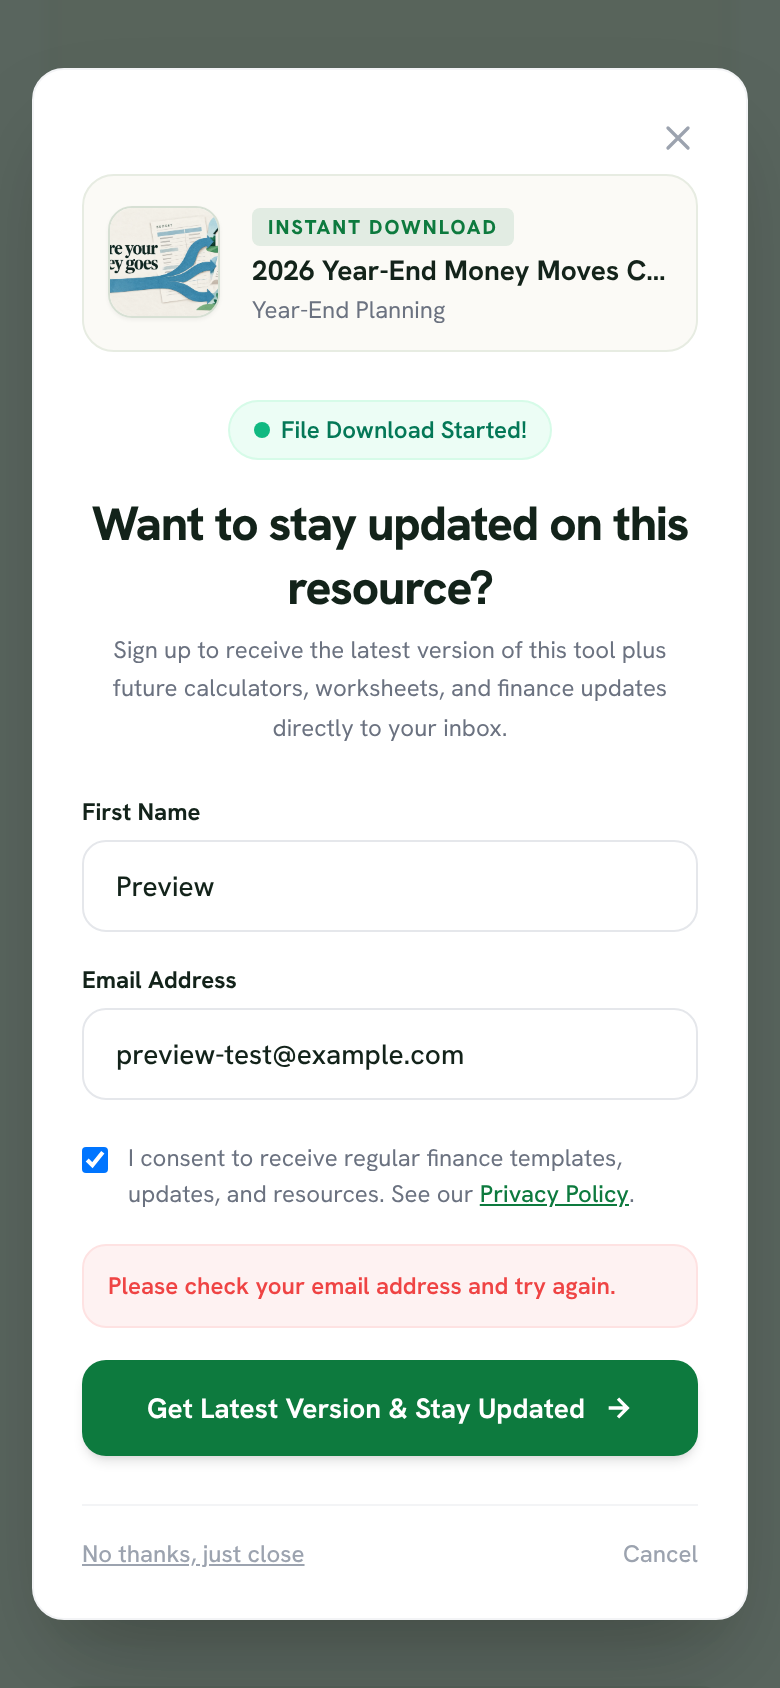 re your
ey goes
INSTANT DOWNLOAD
2026 Year-End Money Moves C...
Year-End Planning
File Download Started!
Want to stay updated on this
resource?
Sign up to receive the latest version of this tool plus
future calculators, worksheets, and finance updates
directly to your inbox.
First Name
Preview
Email Address
preview-test@example.com
I consent to receive regular finance templates,
updates, and resources. See our Privacy Policy.
Please check your email address and try again.
Get Latest Version & Stay Updated →
No thanks, just close
Cancel